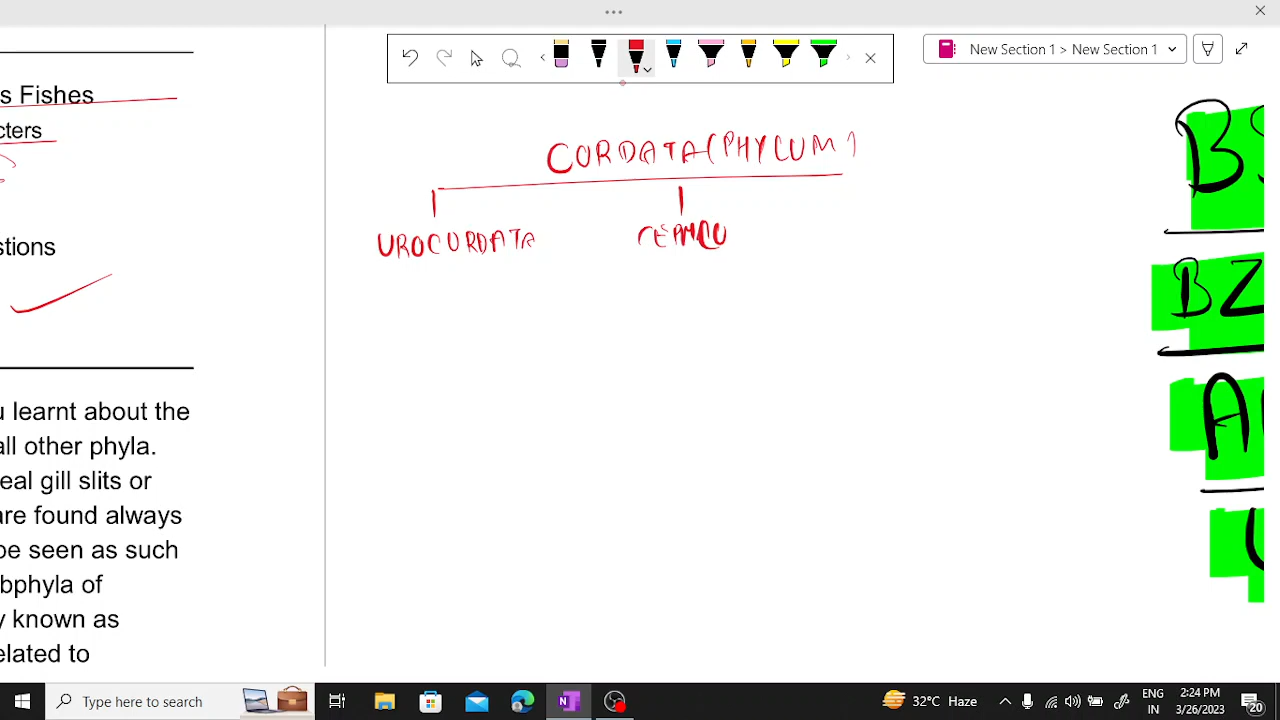 New Section 1 > New Section 1
s Fishes
cters
stions
u learnt about the
all other phyla.
eal gill slits or
are found always
be seen as such
bphyla of
y known as
elated to
CORDATA(PHYLUM)
UROCORDATA
BZ
Type here to search
32°C Haze
ENG
IN
2:24 PM
3/26/2023
20